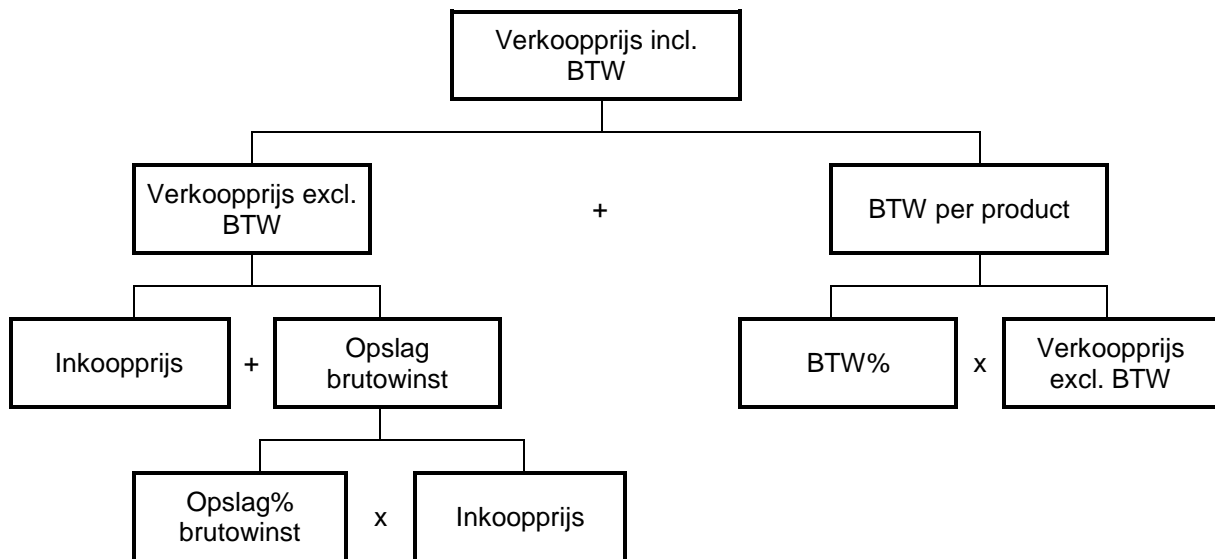 Verkoopprijs incl.
BTW
Verkoopprijs excl.
BTW
+
BTW per product
Inkoopprijs
+
Opslag
brutowinst
BTW%
x
Verkoopprijs
excl. BTW
Opslag%
brutowinst
x
Inkoopprijs